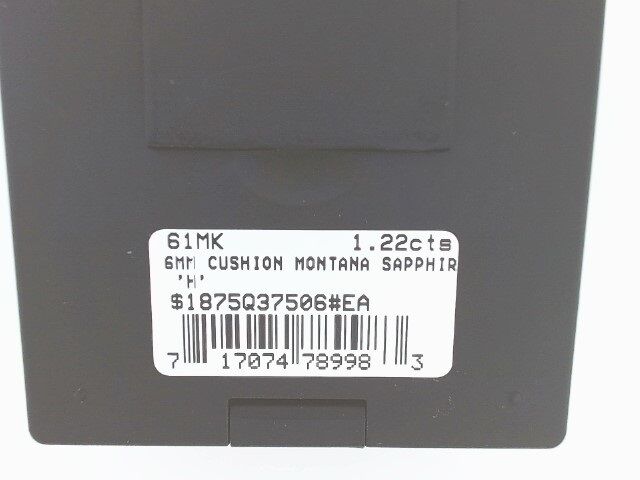 61MK 1.22cts
6MM CUSHION MONTANA SAPPHIR
'H'
$1875Q37506#EA
7 17074 78998 3